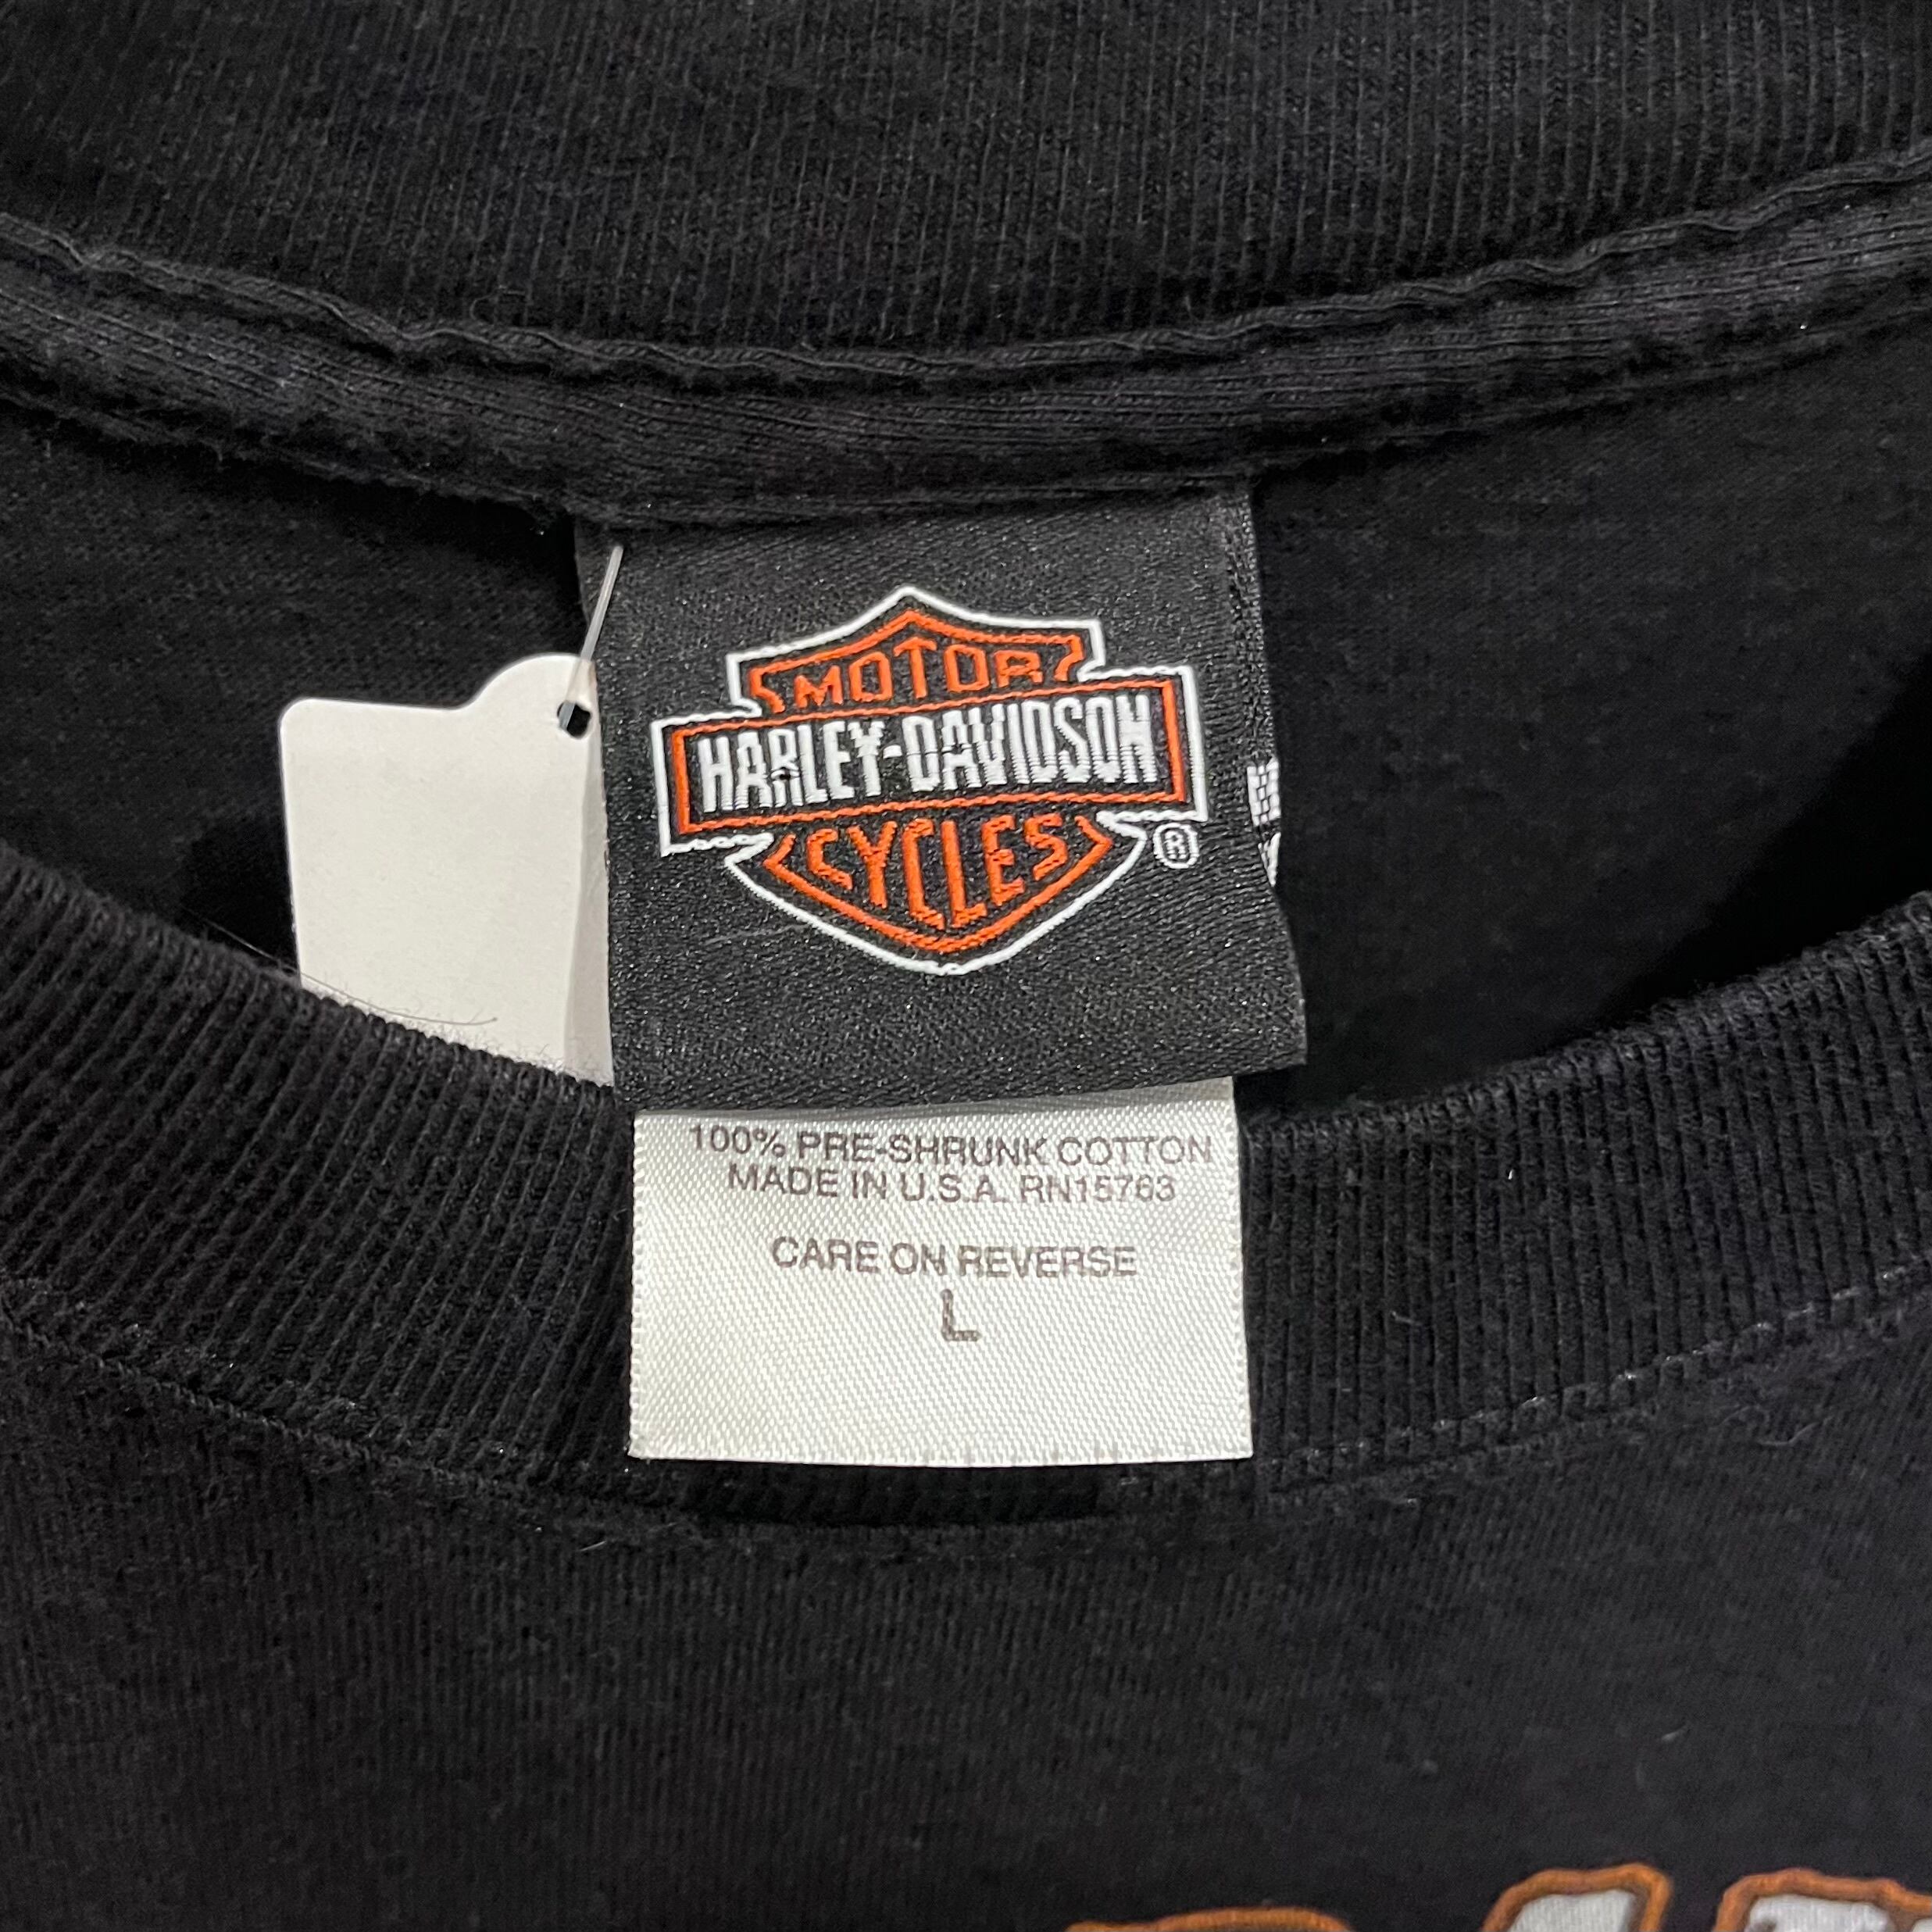 MOTOR
HARLEY-DAVIDSON
CYCLES ®
100% PRE-SHRUNK COTTON
MADE IN U.S.A. RN15763
CARE ON REVERSE
L